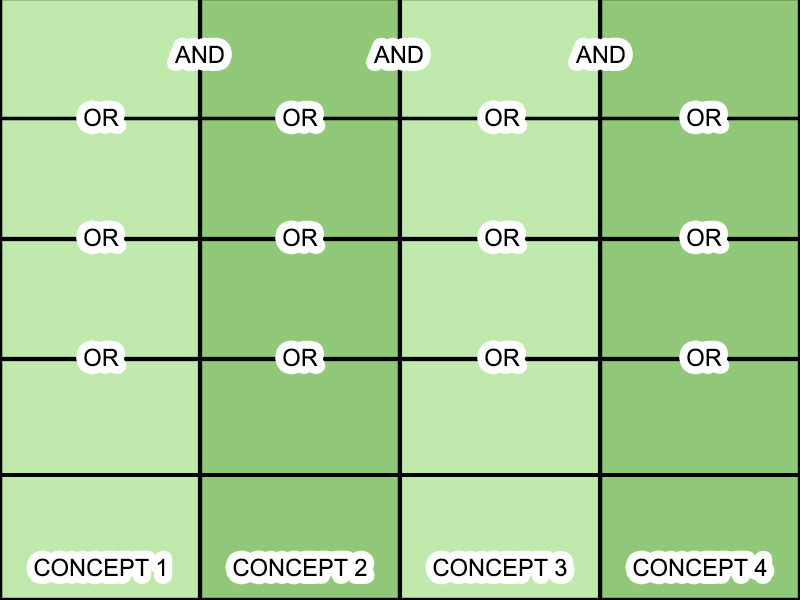 AND AND AND
OR OR OR OR
OR OR OR OR
OR OR OR OR
CONCEPT 1 CONCEPT 2 CONCEPT 3 CONCEPT 4